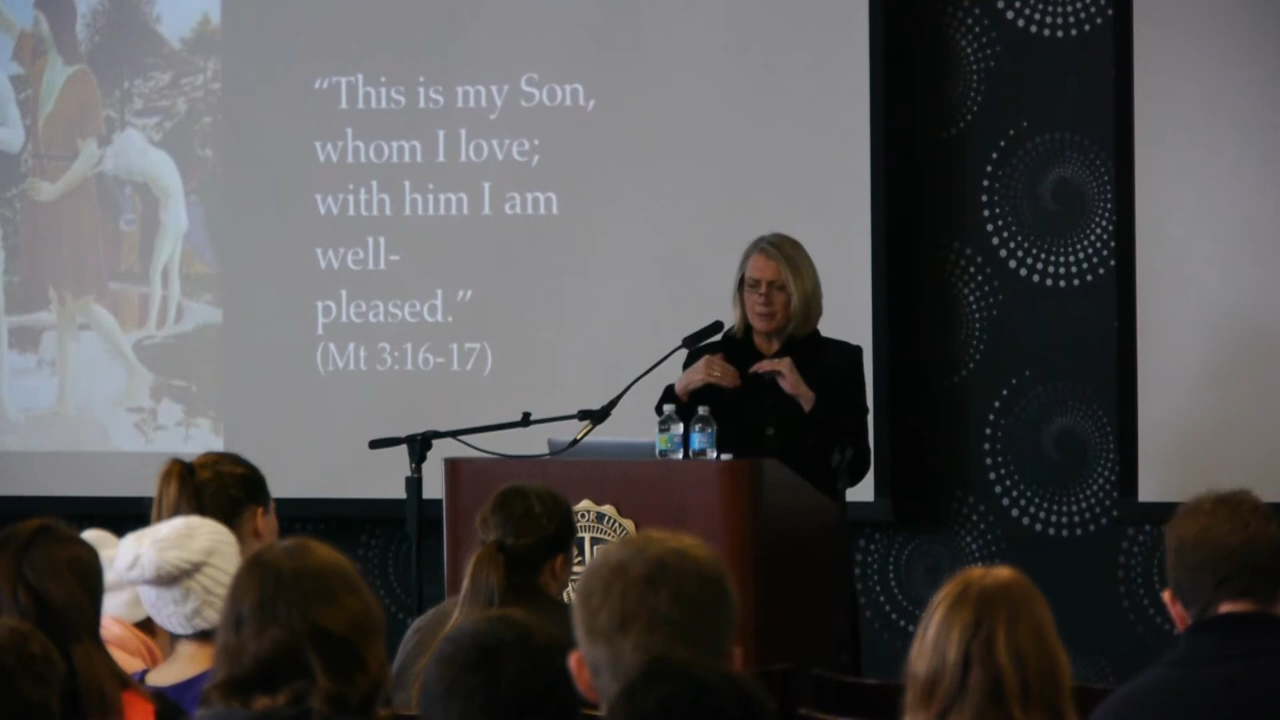 “This is my Son,
whom I love;
with him I am
well-
pleased.”
(Mt 3:16-17)